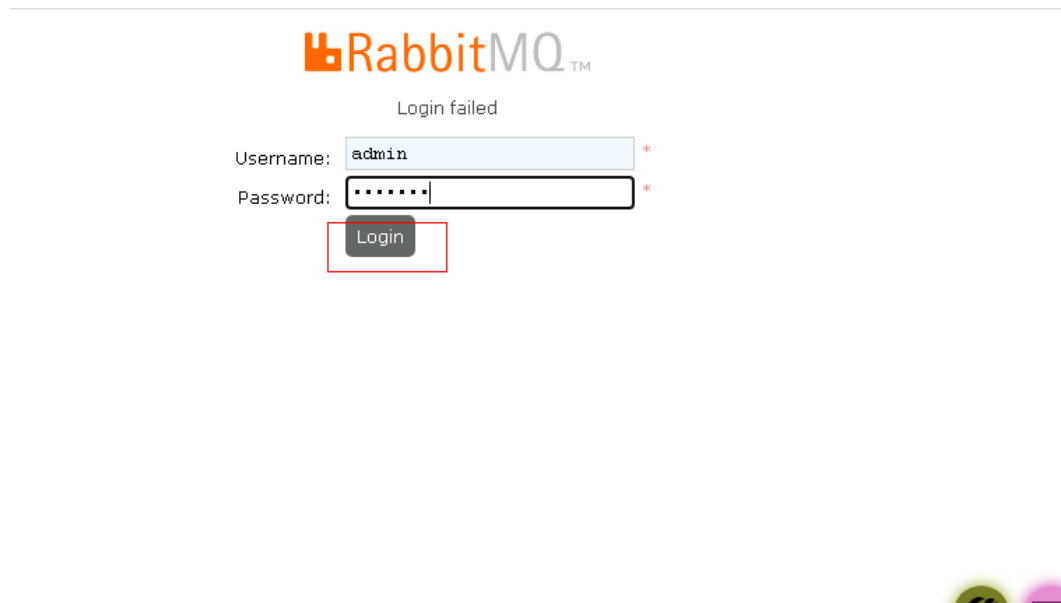 RabbitMQ™
Login failed
Username: admin *
Password: ••••••• *
Login